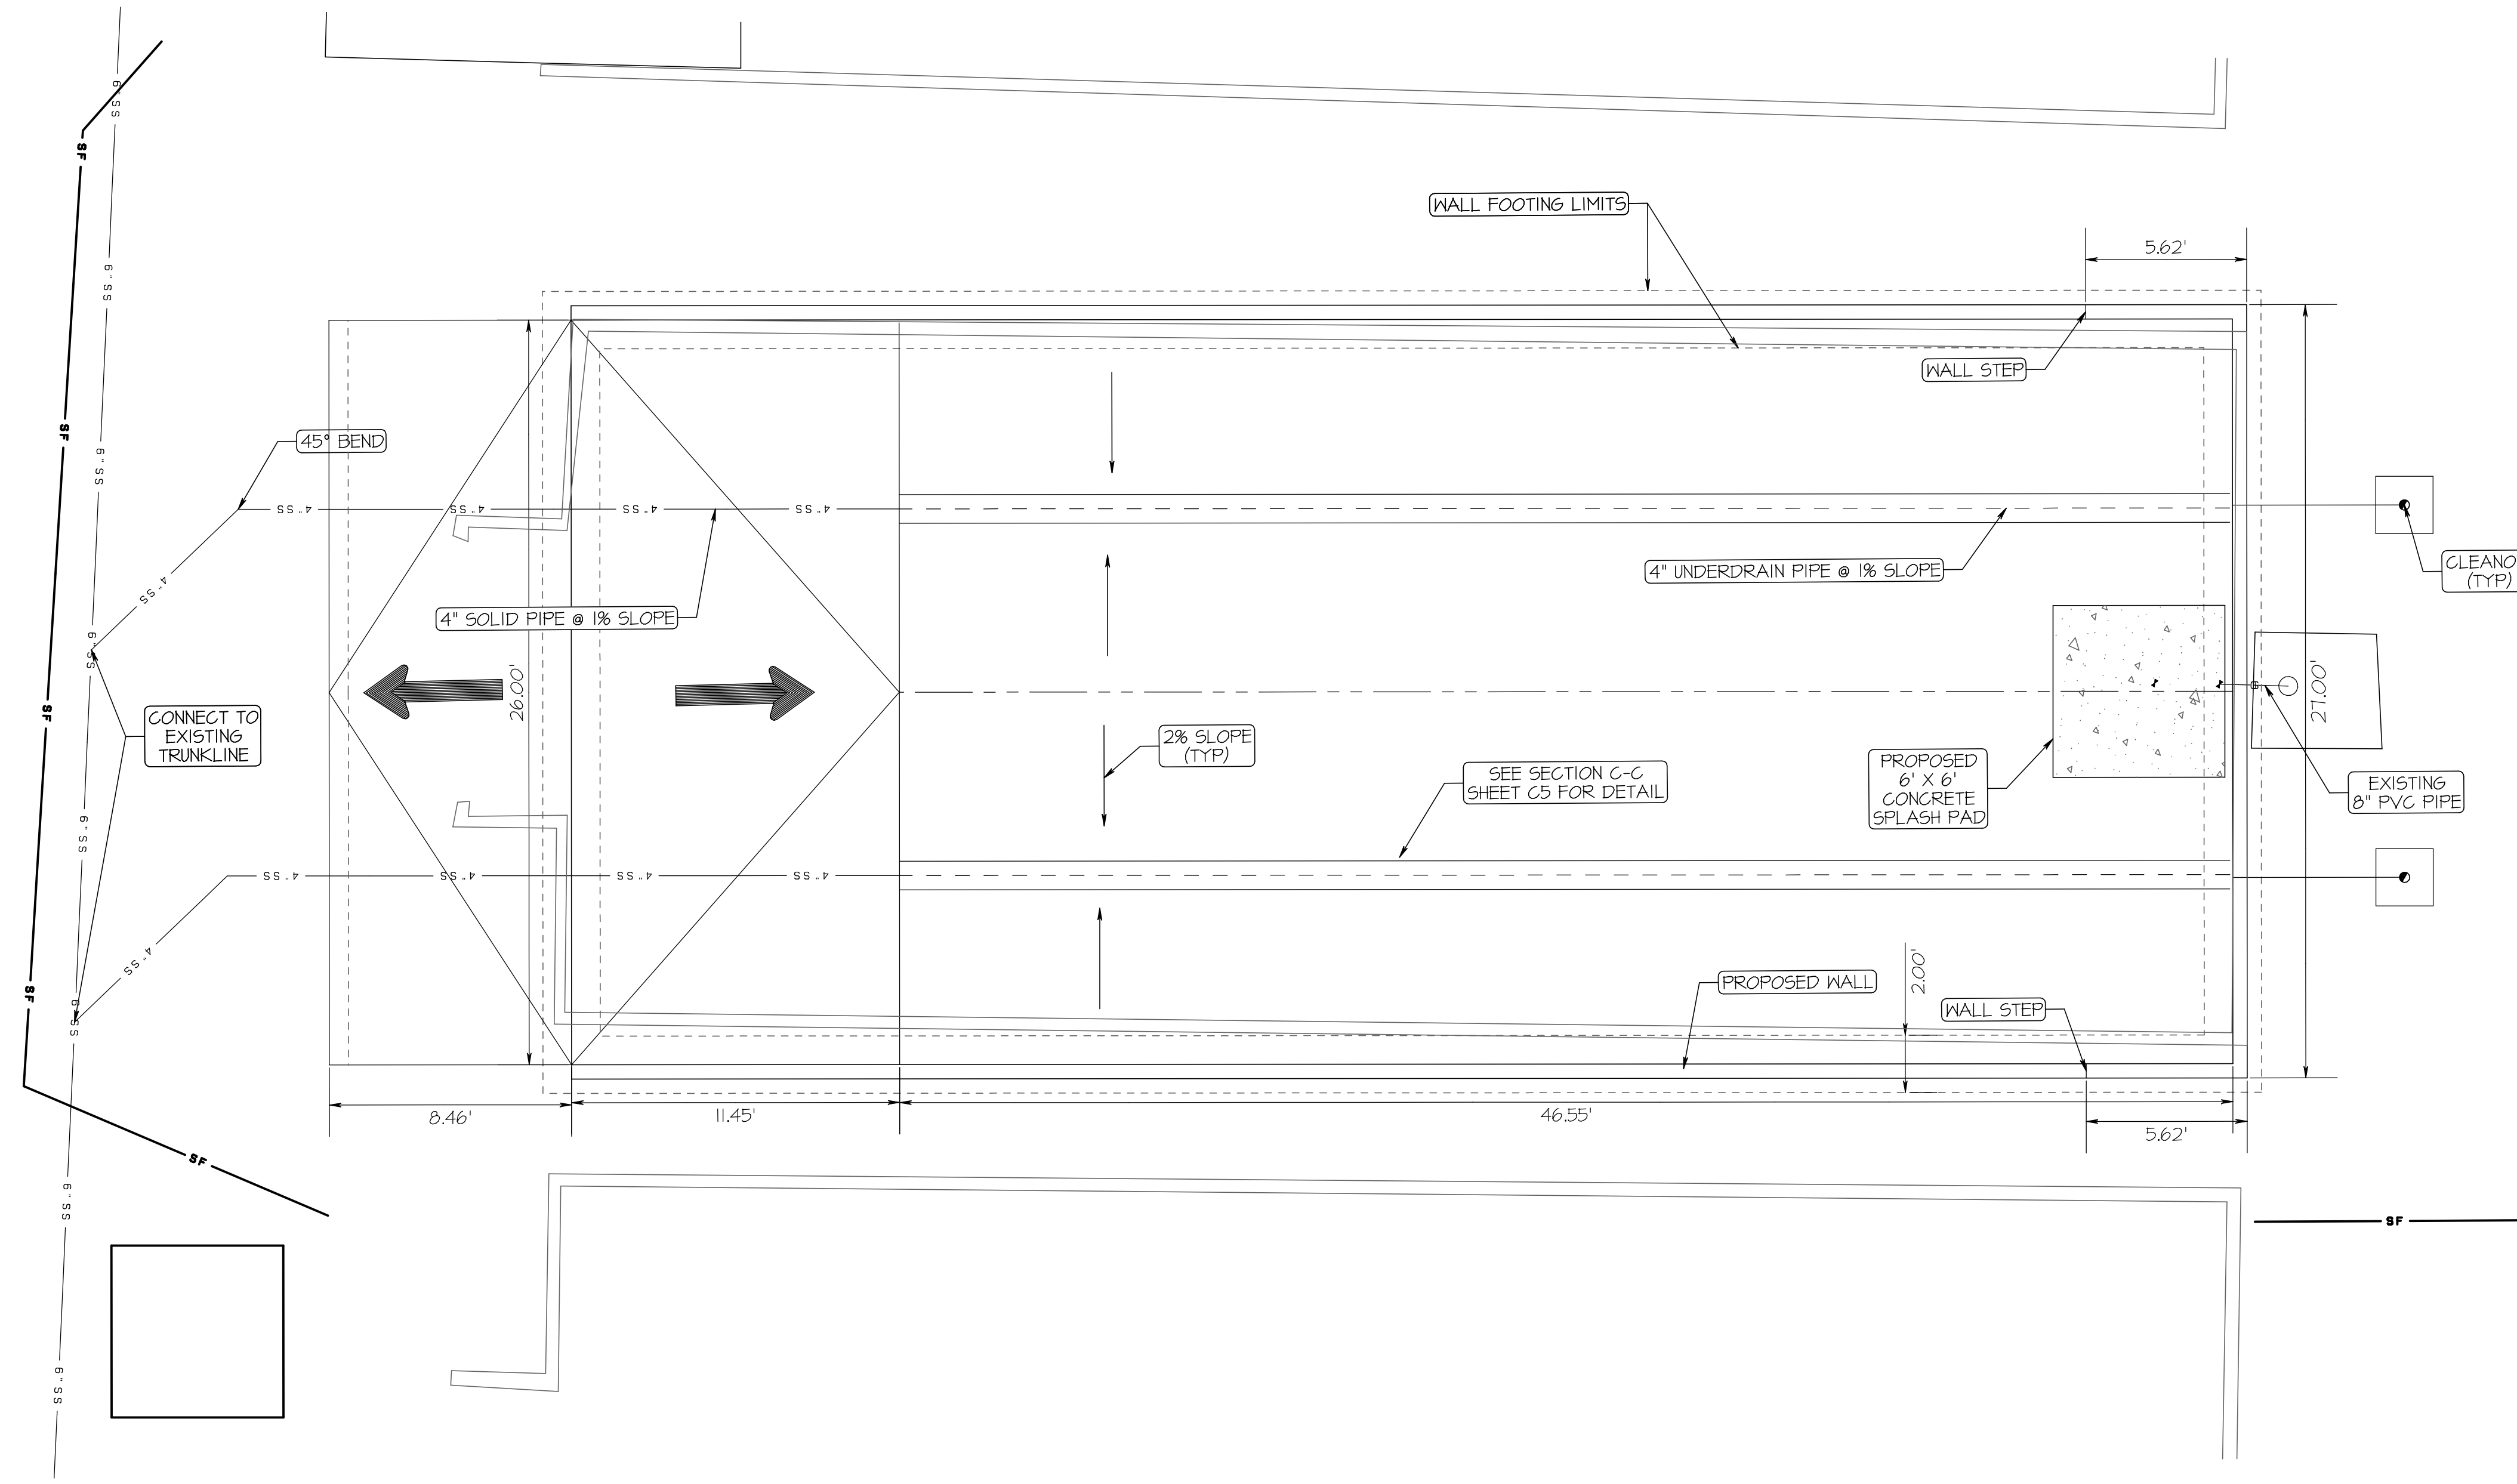 6"SS
SF
WALL FOOTING LIMITS
5.62'
6"SS
WALL STEP
SF
45° BEND
6"SS
4"SS
4"SS
4"SS
4"SS
4" UNDERDRAIN PIPE @ 1% SLOPE
CLEANO
(TYP)
4"SS
4" SOLID PIPE @ 1% SLOPE
6"SS
26.00'
27.00'
SF
CONNECT TO
EXISTING
TRUNKLINE
2% SLOPE
(TYP)
SEE SECTION C-C
SHEET C5 FOR DETAIL
PROPOSED
6' X 6'
CONCRETE
SPLASH PAD
EXISTING
8" PVC PIPE
6"SS
4"SS
4"SS
4"SS
4"SS
4"SS
SF
6"SS
PROPOSED WALL
2.00'
WALL STEP
8.46'
11.45'
46.55'
5.62'
SF
6"SS
SF
6"SS